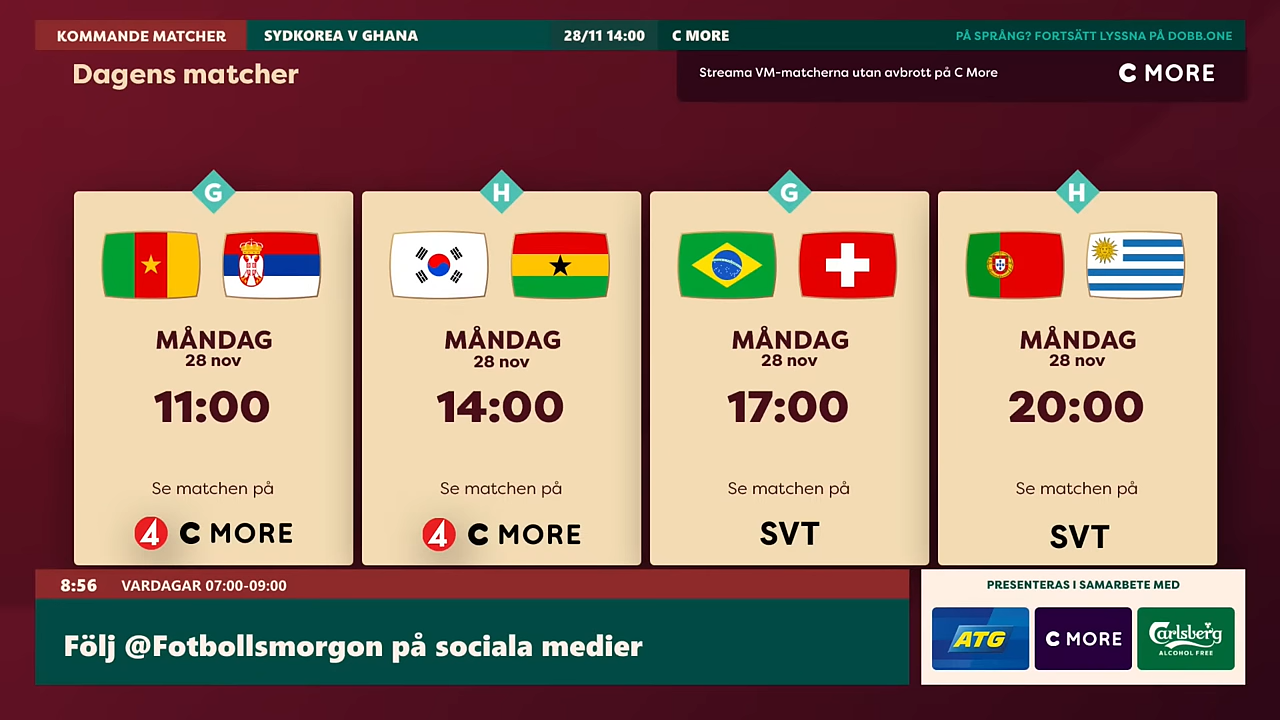 KOMMANDE MATCHER SYDKOREA V GHANA 28/11 14:00 C MORE PÅ SPRÅNG? FORTSÄTT LYSSNA PÅ DOBB.ONE
Dagens matcher
Streama VM-matcherna utan avbrott på C More C MORE
G
MÅNDAG
28 nov
11:00
Se matchen på
4 C MORE
H
MÅNDAG
28 nov
14:00
Se matchen på
4 C MORE
G
MÅNDAG
28 nov
17:00
Se matchen på
SVT
H
MÅNDAG
28 nov
20:00
Se matchen på
SVT
8:56 VARDAGAR 07:00-09:00
Följ @Fotbollsmorgon på sociala medier
PRESENTERAS I SAMARBETE MED
ATG
C MORE
Carlsberg
ALCOHOL FREE